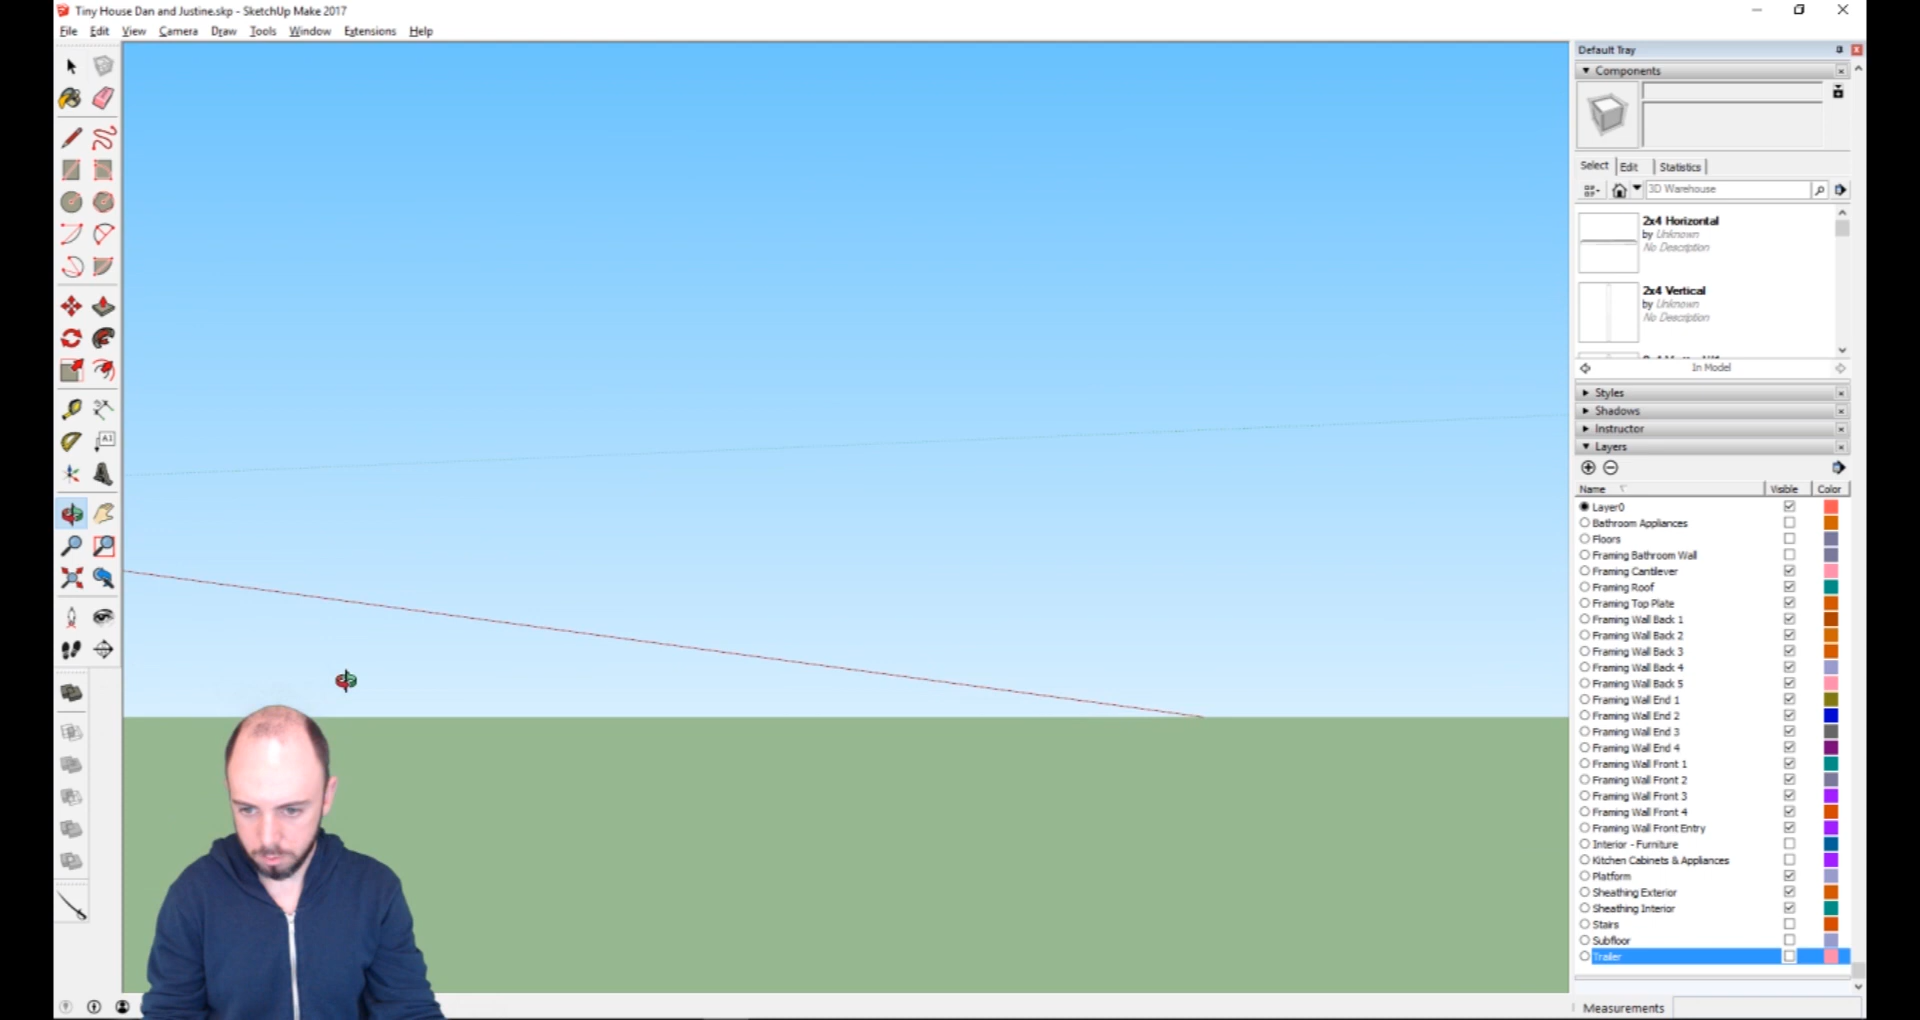 Tiny House Dan and Justine.skp - SketchUp Make 2017
File Edit View Camera Draw Tools Window Extensions Help
Default Tray
Components
Select Edit Statistics
3D Warehouse
2x4 Horizontal
by Unknown
No Description
2x4 Vertical
by Unknown
No Description
In Model
Styles
Shadows
Instructor
Layers
Name Visible Color
Layer0
Bathroom Appliances
Floors
Framing Bathroom Wall
Framing Cantilever
Framing Roof
Framing Top Plate
Framing Wall Back 1
Framing Wall Back 2
Framing Wall Back 3
Framing Wall Back 4
Framing Wall Back 5
Framing Wall End 1
Framing Wall End 2
Framing Wall End 3
Framing Wall End 4
Framing Wall Front 1
Framing Wall Front 2
Framing Wall Front 3
Framing Wall Front 4
Framing Wall Front Entry
Interior - Furniture
Kitchen Cabinets & Appliances
Platform
Sheathing Exterior
Sheathing Interior
Stairs
Subfloor
Trailer
Measurements